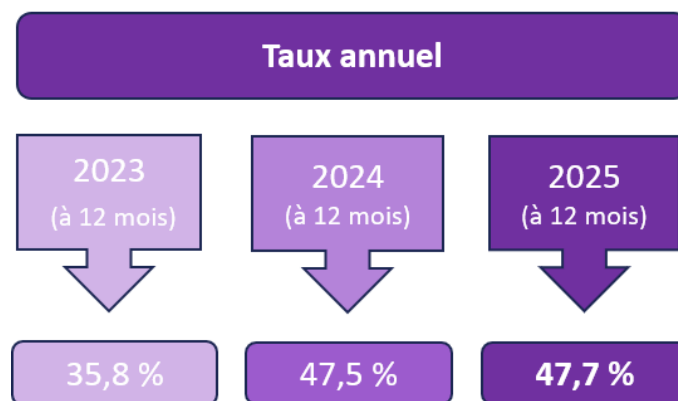 Taux annuel
2023
(à 12 mois)
2024
(à 12 mois)
2025
(à 12 mois)
35,8 %
47,5 %
47,7 %